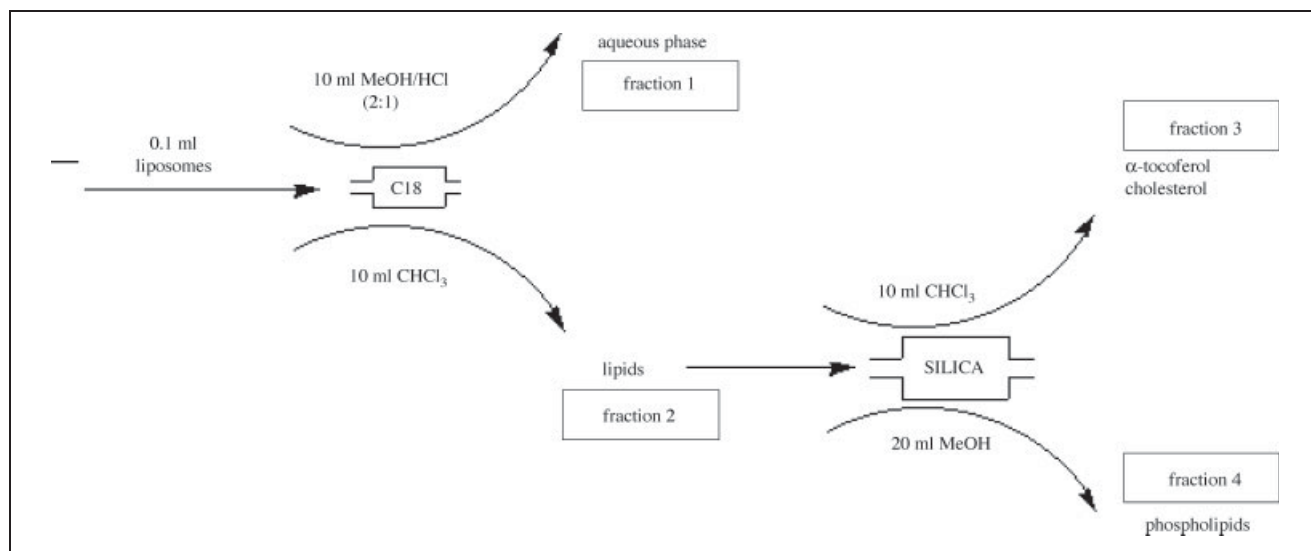 aqueous phase
fraction 1
10 ml MeOH/HCl
(2:1)
0.1 ml
liposomes
C18
10 ml CHCl₃
lipids
fraction 2
fraction 3
α-tocoferol
cholesterol
10 ml CHCl₃
SILICA
20 ml MeOH
fraction 4
phospholipids